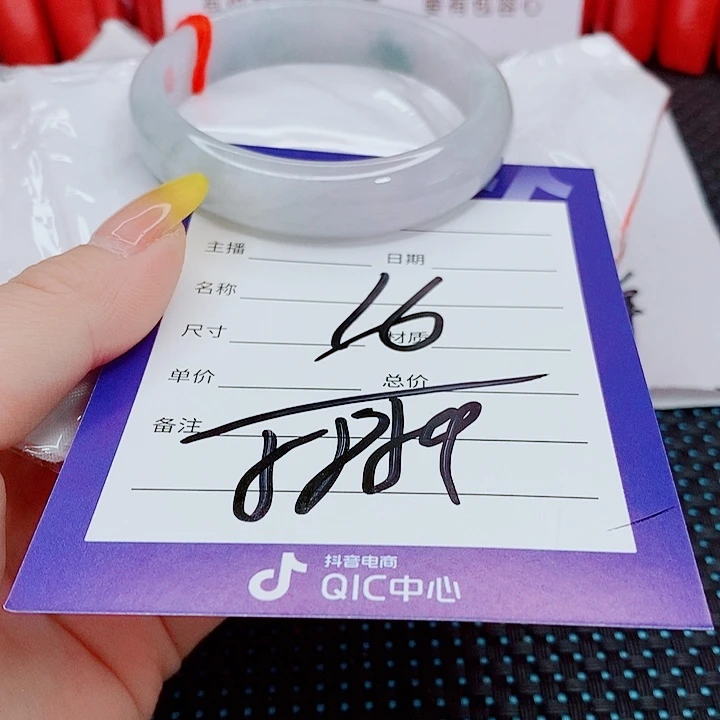 主播 日期
名称
16
尺寸 材质
单价 总价
备注
8889
抖音电商
QIC中心